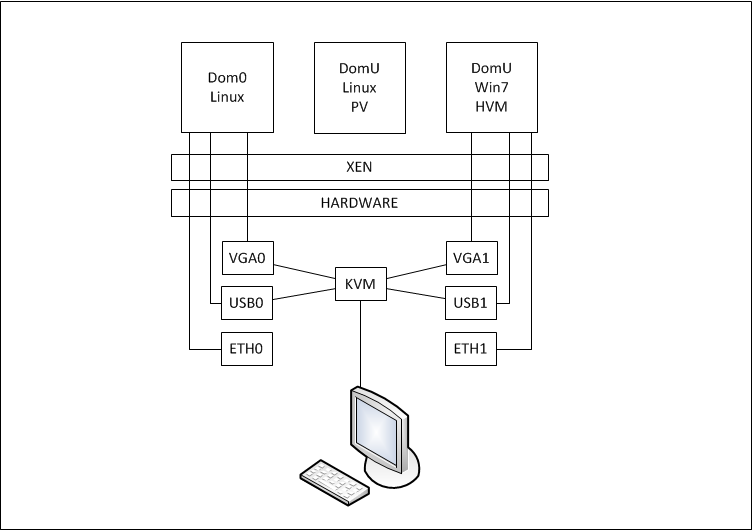 Dom0
Linux
DomU
Linux
PV
DomU
Win7
HVM
XEN
HARDWARE
VGA0
VGA1
KVM
USB0
USB1
ETH0
ETH1